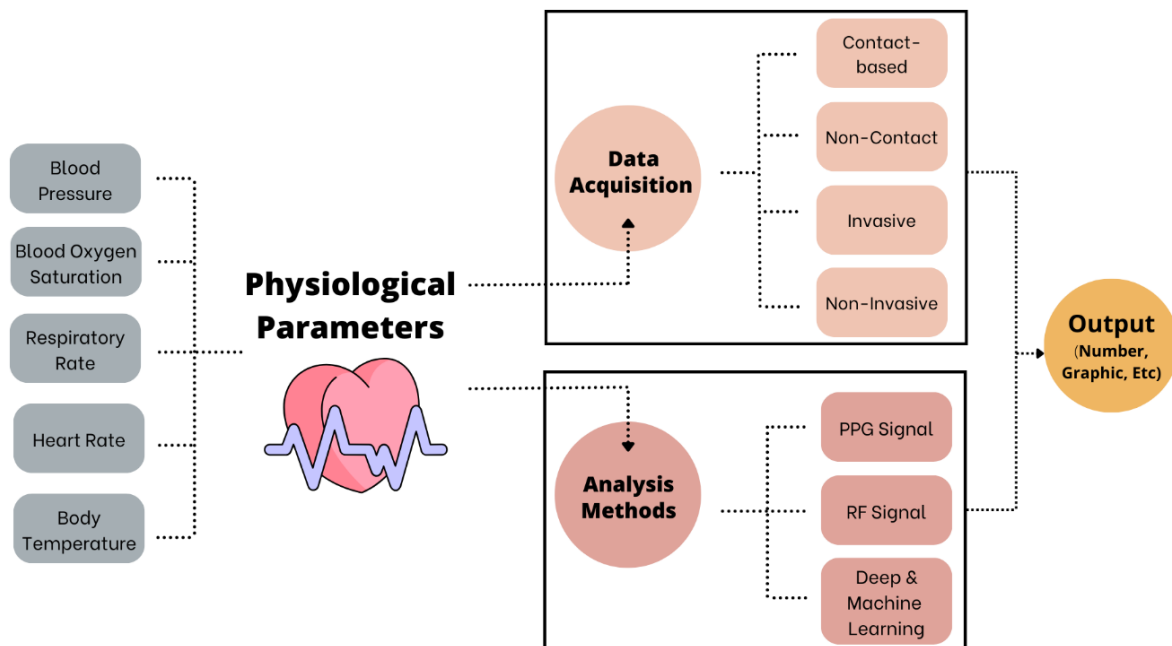 Blood
Pressure
Blood Oxygen
Saturation
Respiratory
Rate
Heart Rate
Body
Temperature
Physiological
Parameters
Data
Acquisition
Contact-
based
Non-Contact
Invasive
Non-Invasive
Analysis
Methods
PPG Signal
RF Signal
Deep &
Machine
Learning
Output
(Number,
Graphic, Etc)